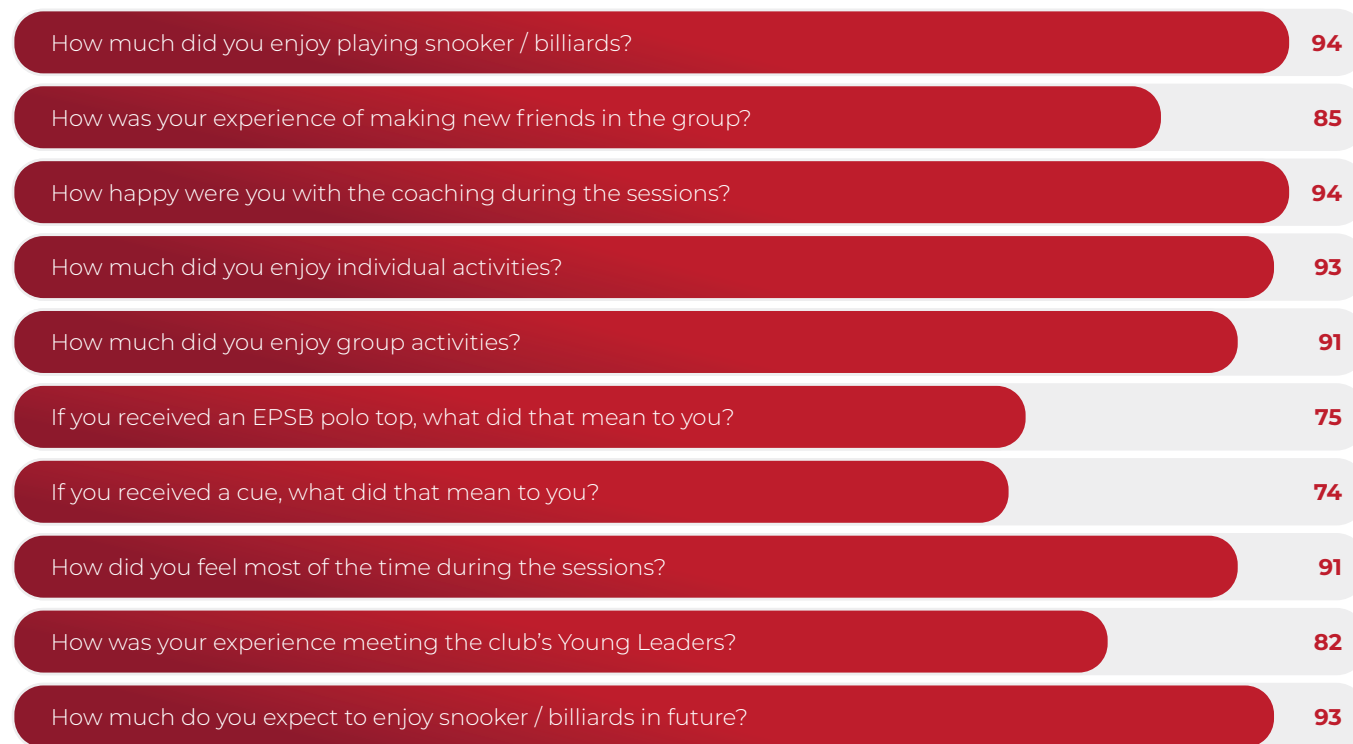 How much did you enjoy playing snooker / billiards? 94
How was your experience of making new friends in the group? 85
How happy were you with the coaching during the sessions? 94
How much did you enjoy individual activities? 93
How much did you enjoy group activities? 91
If you received an EPSB polo top, what did that mean to you? 75
If you received a cue, what did that mean to you? 74
How did you feel most of the time during the sessions? 91
How was your experience meeting the club’s Young Leaders? 82
How much do you expect to enjoy snooker / billiards in future? 93